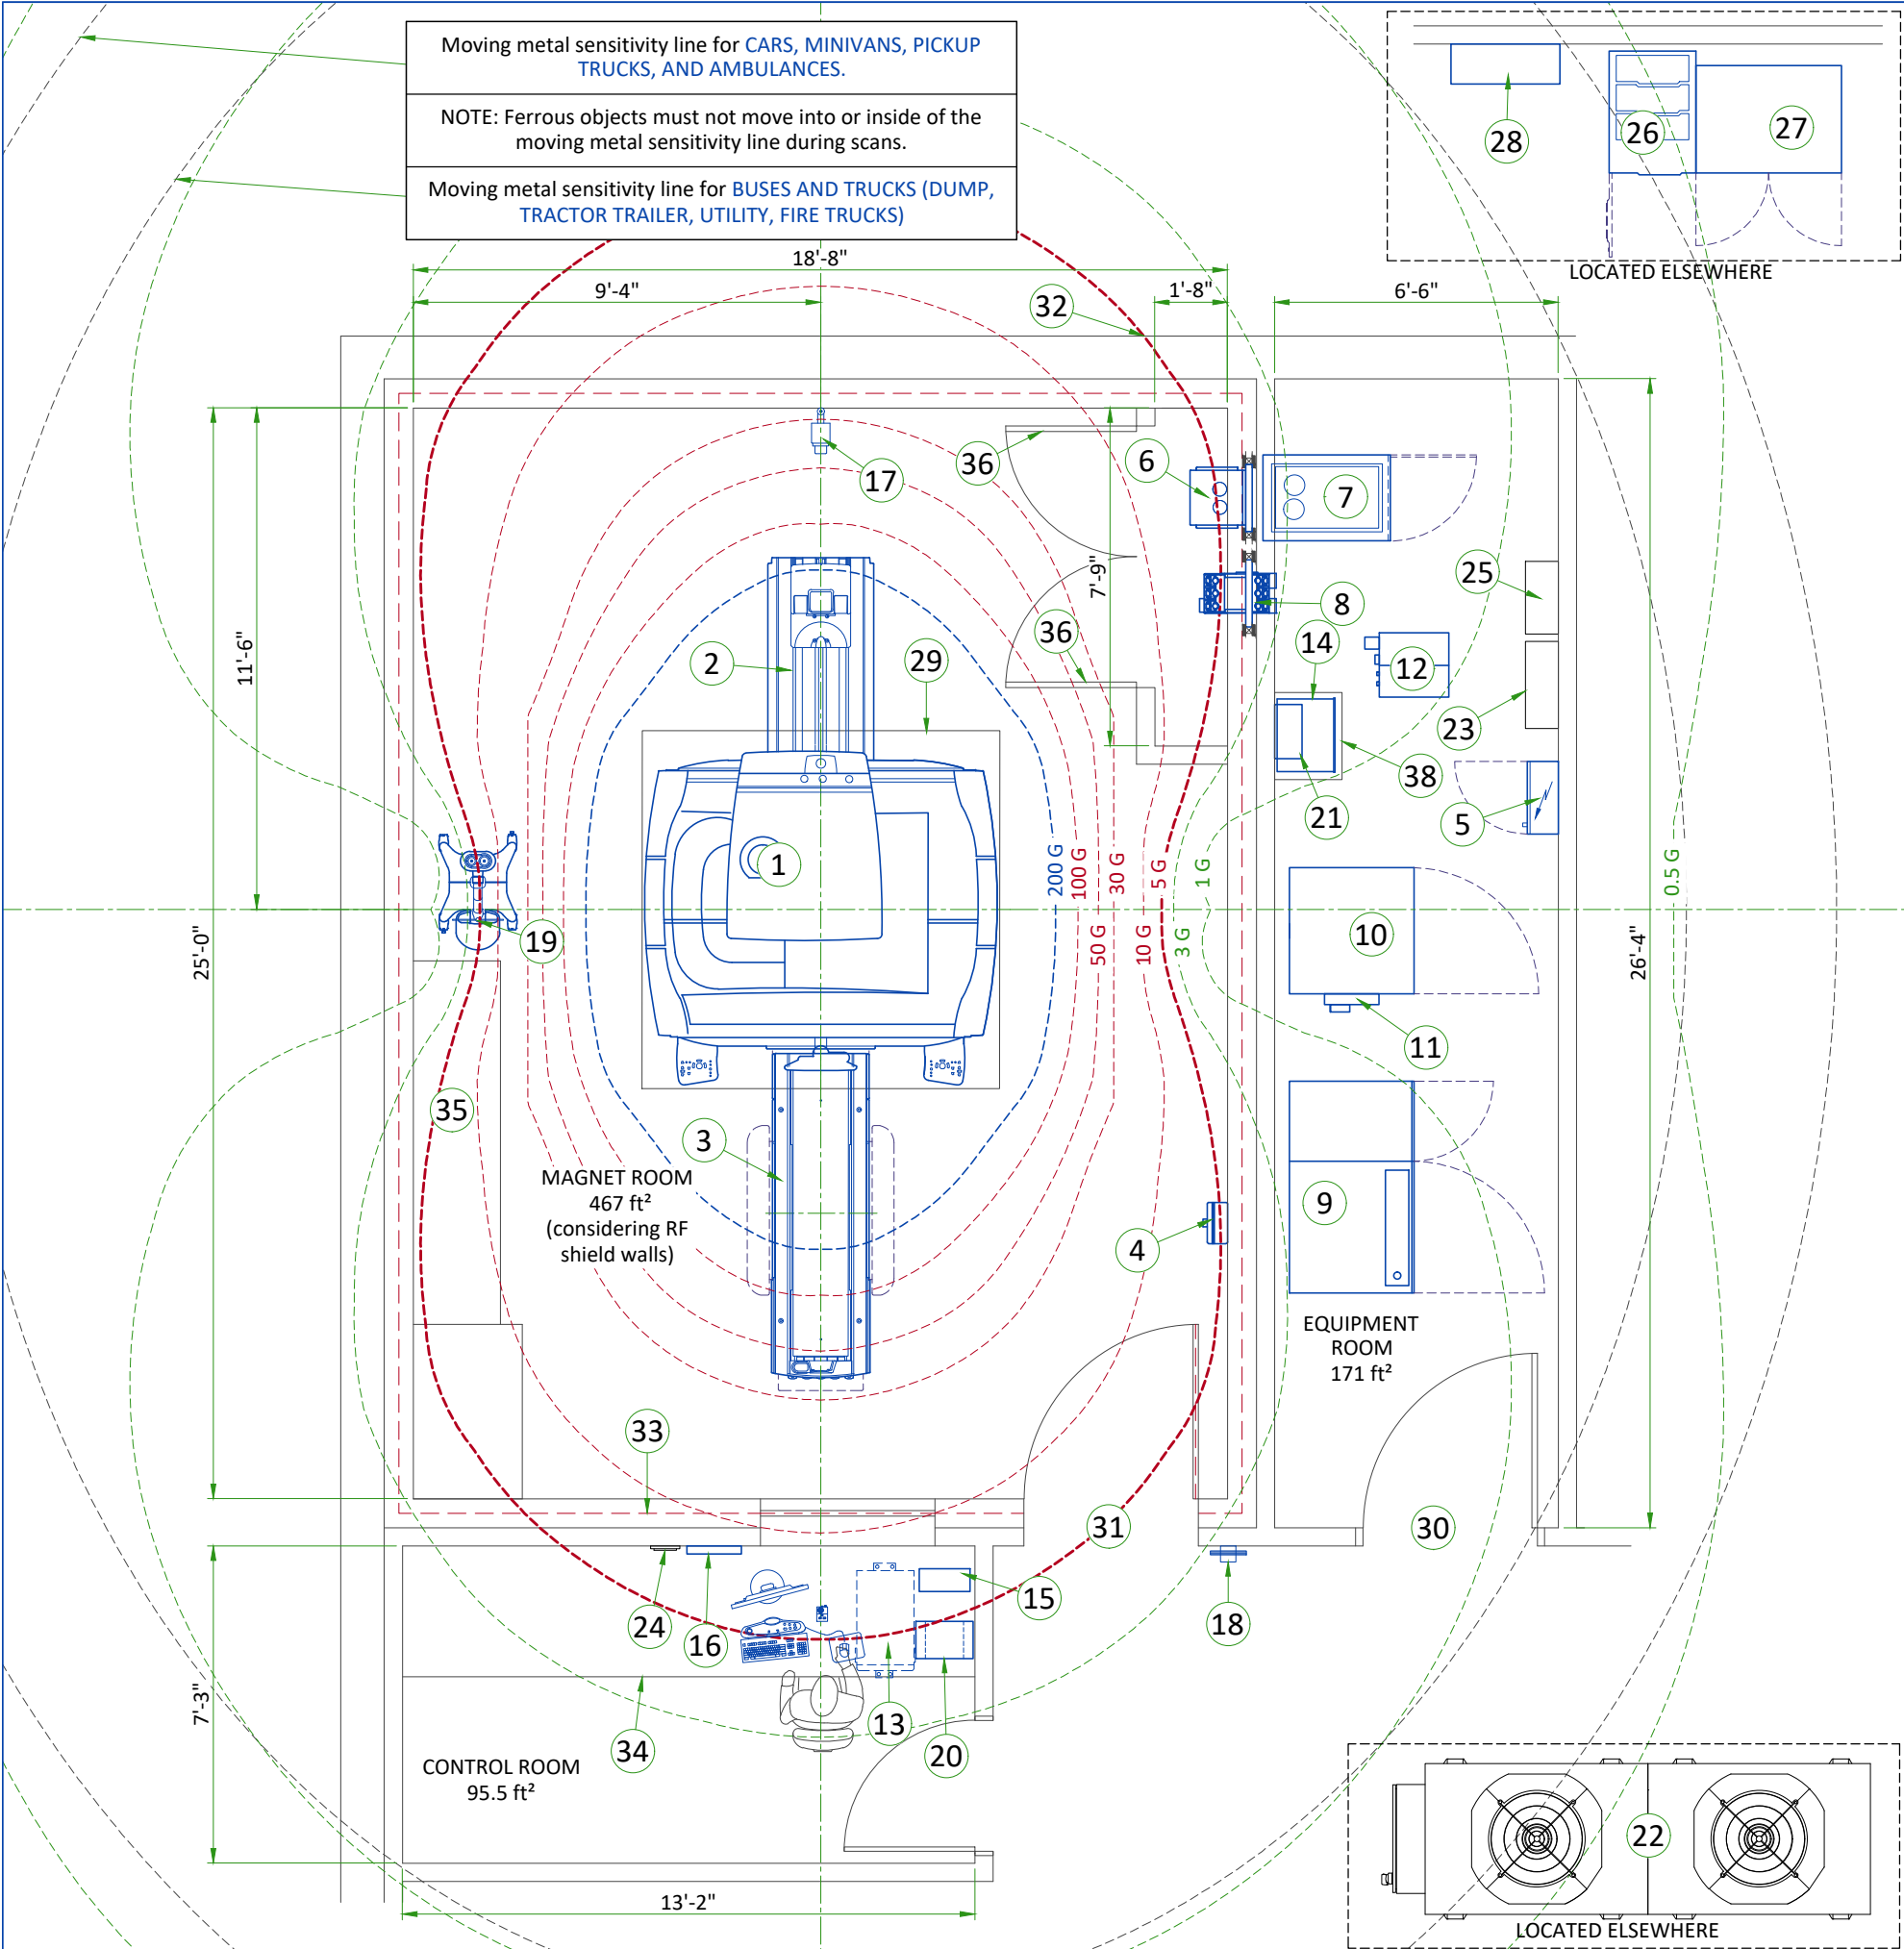 Moving metal sensitivity line for CARS, MINIVANS, PICKUP
TRUCKS, AND AMBULANCES.
NOTE: Ferrous objects must not move into or inside of the
moving metal sensitivity line during scans.
Moving metal sensitivity line for BUSES AND TRUCKS (DUMP,
TRACTOR TRAILER, UTILITY, FIRE TRUCKS)
28
26
27
LOCATED ELSEWHERE
18'-8"
9'-4"
1'-8"
6'-6"
32
36
17
6
7
7'-9"
25
8
14
36
2
29
12
11'-6"
23
38
21
5
1
200 G
100 G
30 G
5 G
1 G
0.5 G
50 G
10 G
3 G
19
10
25'-0"
26'-4"
11
35
3
MAGNET ROOM
467 ft²
(considering RF
shield walls)
9
4
EQUIPMENT
ROOM
171 ft²
33
31
30
24
16
15
18
7'-3"
34
13
20
CONTROL ROOM
95.5 ft²
22
13'-2"
LOCATED ELSEWHERE